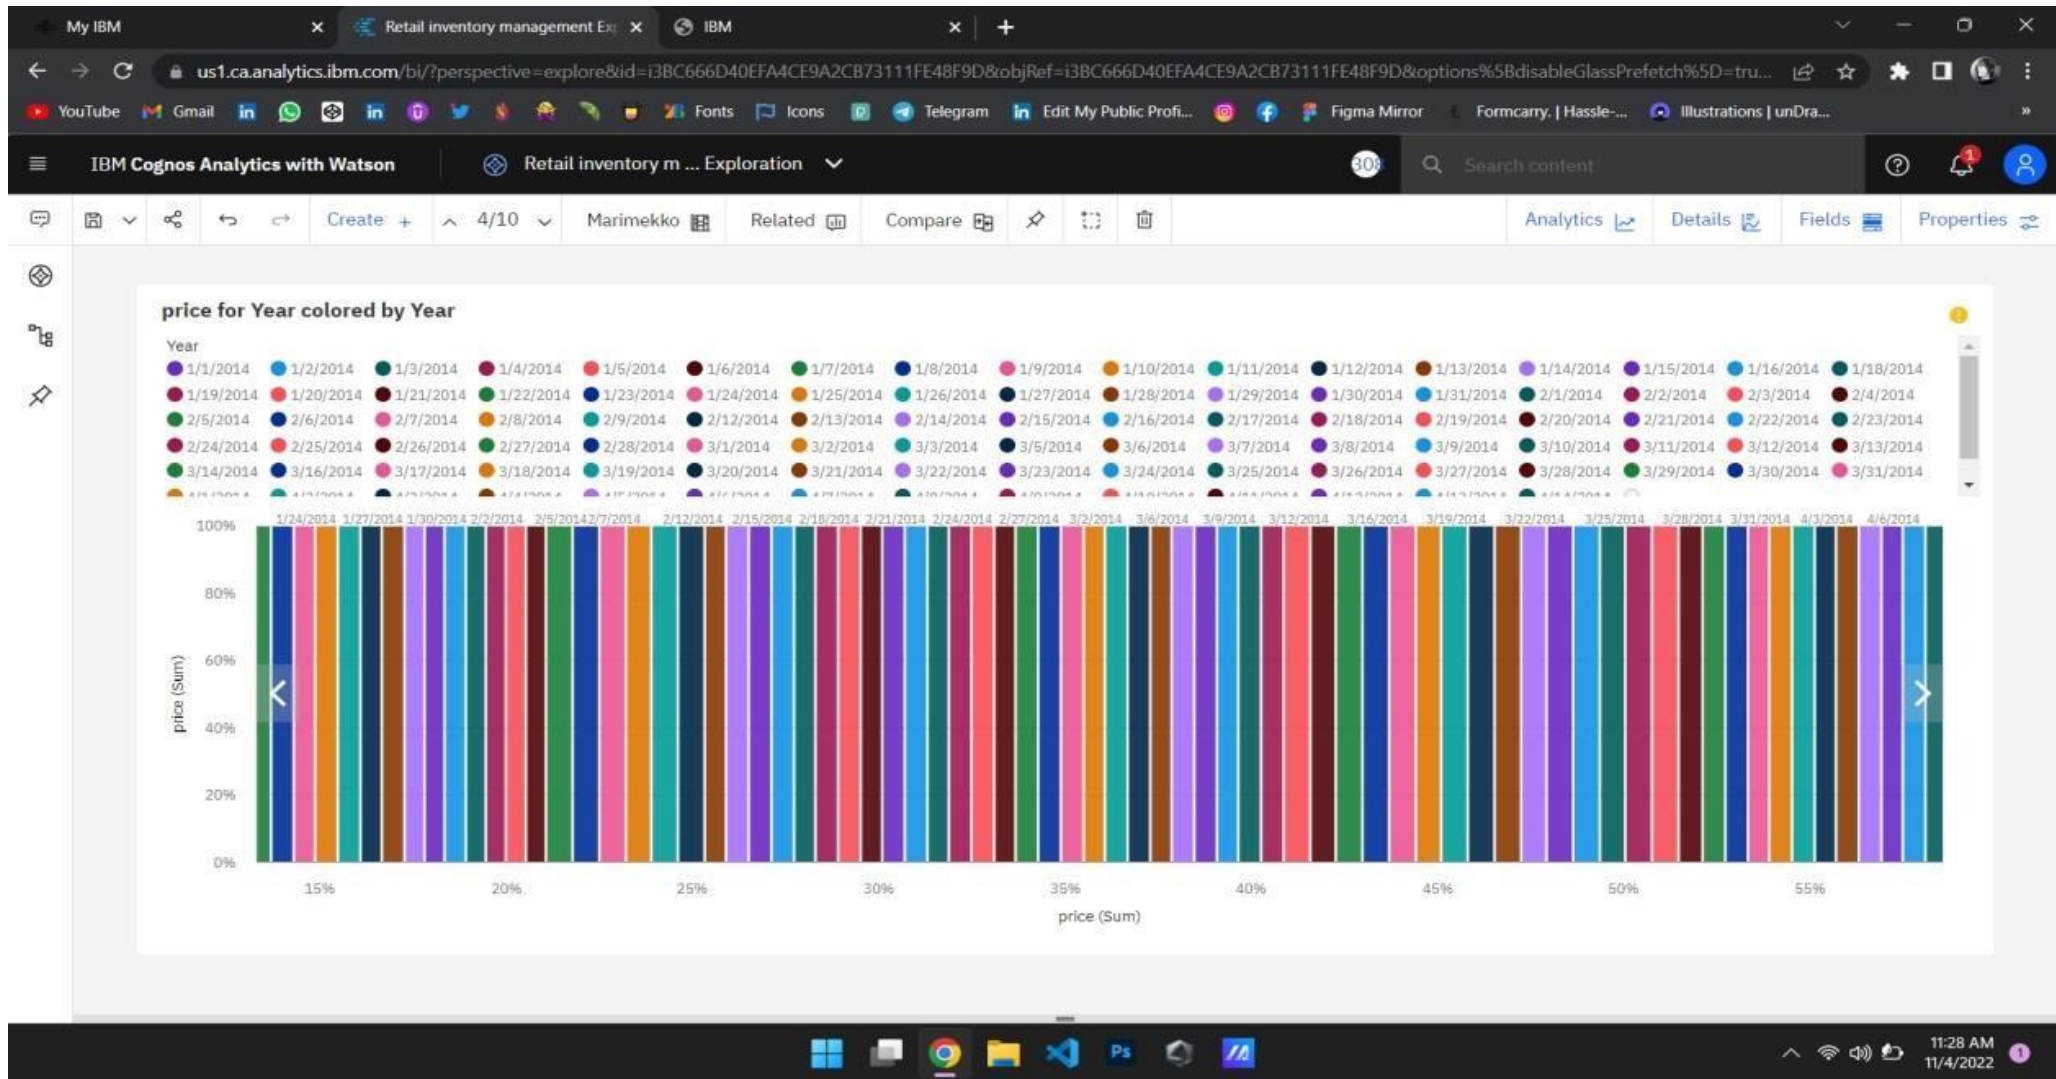 My IBM
Retail inventory management Ex
IBM
us1.ca.analytics.ibm.com/bi/?perspective=explore&id=i3BC666D40EFA4CE9A2CB73111FE48F9D&objRef=i3BC666D40EFA4CE9A2CB73111FE48F9D&options%5BdisableGlassPrefetch%5D=tru...
YouTube Gmail Fonts Icons Telegram Edit My Public Profi... Figma Mirror Formcarry. | Hassle-... Illustrations | unDra... »
IBM Cognos Analytics with Watson Retail inventory m ... Exploration 308 Search content 1
Create + 4/10 Marimekko Related Compare Analytics Details Fields Properties
price for Year colored by Year
Year
1/1/2014 1/2/2014 1/3/2014 1/4/2014 1/5/2014 1/6/2014 1/7/2014 1/8/2014 1/9/2014 1/10/2014 1/11/2014 1/12/2014 1/13/2014 1/14/2014 1/15/2014 1/16/2014 1/18/2014
1/19/2014 1/20/2014 1/21/2014 1/22/2014 1/23/2014 1/24/2014 1/25/2014 1/26/2014 1/27/2014 1/28/2014 1/29/2014 1/30/2014 1/31/2014 2/1/2014 2/2/2014 2/3/2014 2/4/2014
2/5/2014 2/6/2014 2/7/2014 2/8/2014 2/9/2014 2/12/2014 2/13/2014 2/14/2014 2/15/2014 2/16/2014 2/17/2014 2/18/2014 2/19/2014 2/20/2014 2/21/2014 2/22/2014 2/23/2014
2/24/2014 2/25/2014 2/26/2014 2/27/2014 2/28/2014 3/1/2014 3/2/2014 3/3/2014 3/5/2014 3/6/2014 3/7/2014 3/8/2014 3/9/2014 3/10/2014 3/11/2014 3/12/2014 3/13/2014
3/14/2014 3/16/2014 3/17/2014 3/18/2014 3/19/2014 3/20/2014 3/21/2014 3/22/2014 3/23/2014 3/24/2014 3/25/2014 3/26/2014 3/27/2014 3/28/2014 3/29/2014 3/30/2014 3/31/2014
1/24/2014 1/27/2014 1/30/2014 2/2/2014 2/5/2014 2/7/2014 2/12/2014 2/15/2014 2/18/2014 2/21/2014 2/24/2014 2/27/2014 3/2/2014 3/6/2014 3/9/2014 3/12/2014 3/16/2014 3/19/2014 3/22/2014 3/25/2014 3/28/2014 3/31/2014 4/3/2014 4/6/2014
100%
80%
60%
40%
20%
0%
price (Sum)
15% 20% 25% 30% 35% 40% 45% 50% 55%
price (Sum)
Ps
11:28 AM
11/4/2022
1